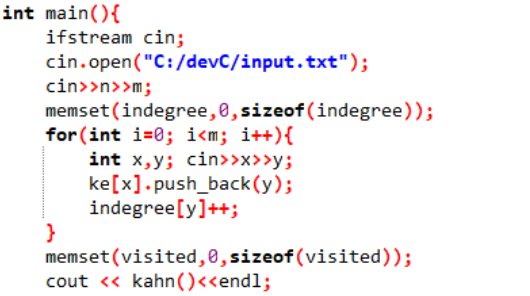 int main(){
    ifstream cin;
    cin.open("C:/devC/input.txt");
    cin>>n>>m;
    memset(indegree,0,sizeof(indegree));
    for(int i=0; i<m; i++){
        int x,y; cin>>x>>y;
        ke[x].push_back(y);
        indegree[y]++;
    }
    memset(visited,0,sizeof(visited));
    cout << kahn()<<endl;